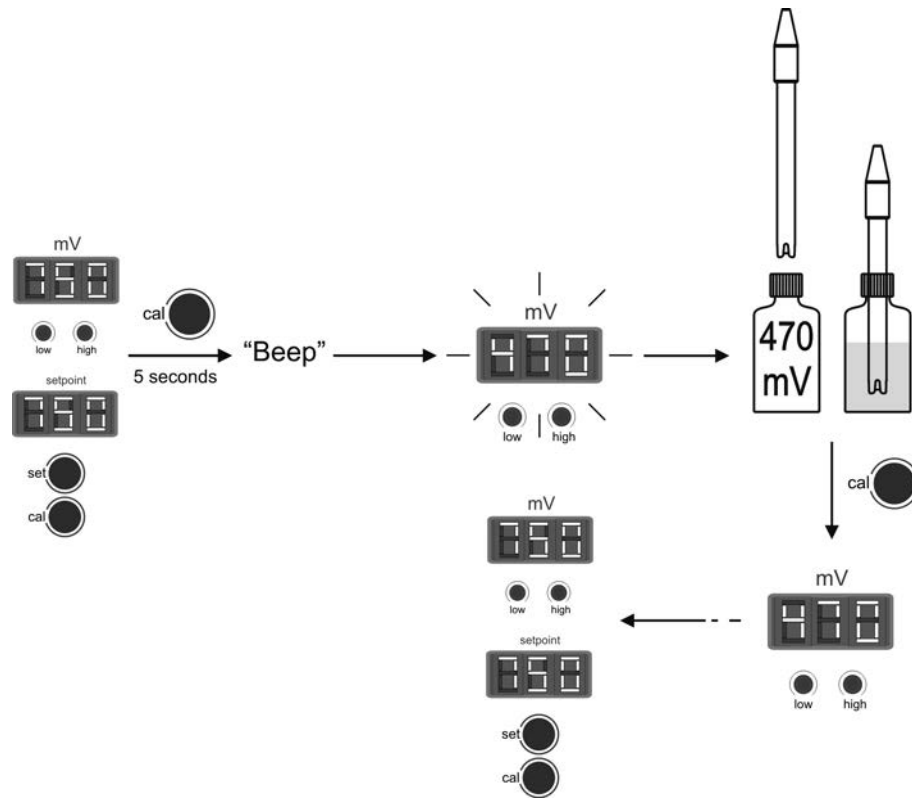 mV
low
high
setpoint
set
cal
cal
5 seconds
“Beep”
mV
low
high
470
mV
cal
mV
low
high
mV
low
high
setpoint
set
cal